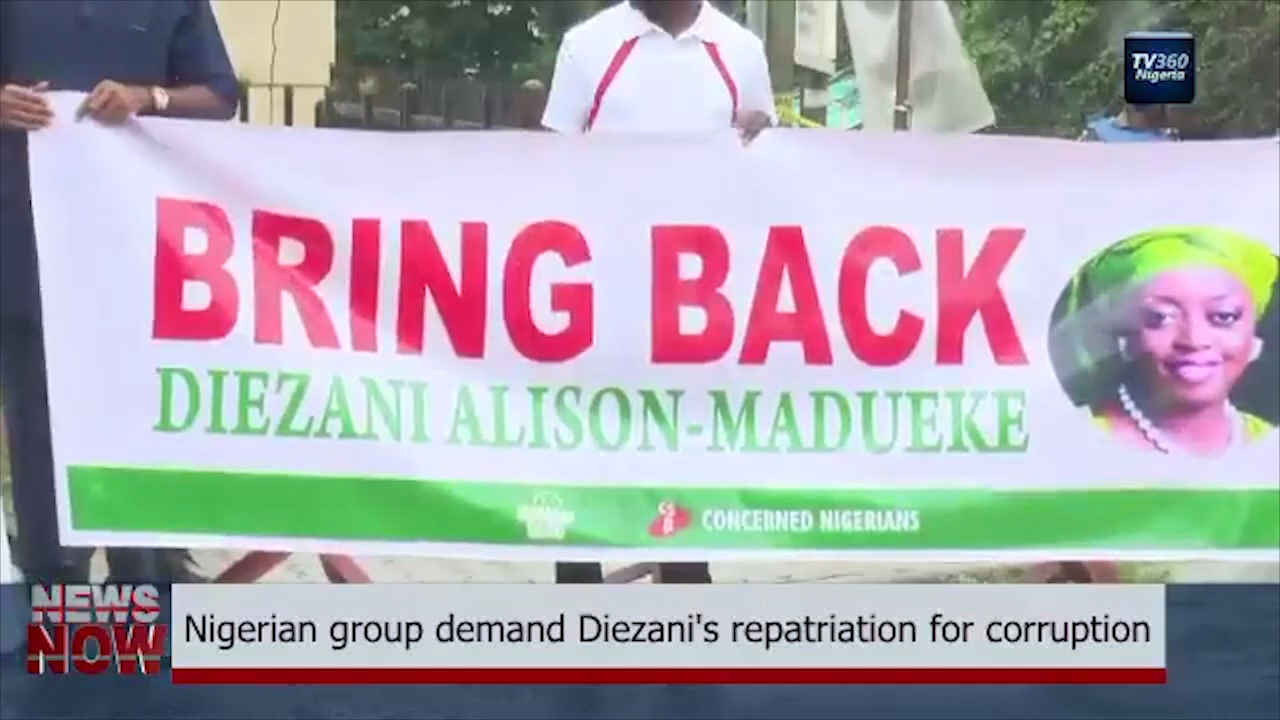 TV360
Nigeria
BRING BACK
DIEZANI ALISON-MADUEKE
CONCERNED NIGERIANS
NEWS
NOW
Nigerian group demand Diezani's repatriation for corruption